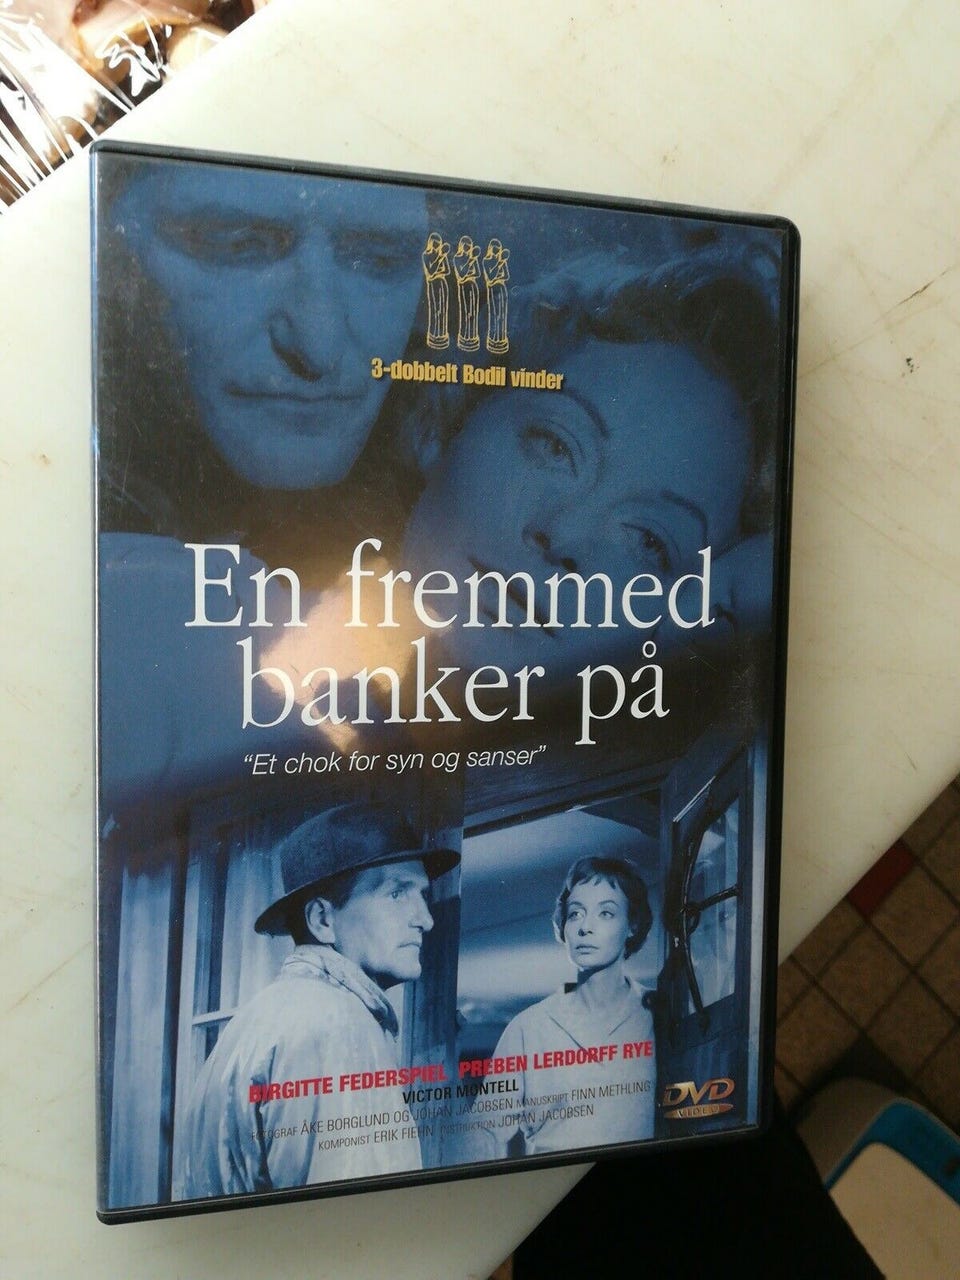 3-dobbelt Bodil vinder
En fremmed
banker på
“Et chok for syn og sanser”
BIRGITTE FEDERSPIEL PREBEN LERDORFF RYE
VICTOR MONTELL
FOTOGRAF ÅKE BORGLUND OG JOHAN JACOBSEN MANUSKRIPT FINN METHLING
KOMPONIST ERIK FIEHN INSTRUKTION JOHAN JACOBSEN
DVD
VIDEO